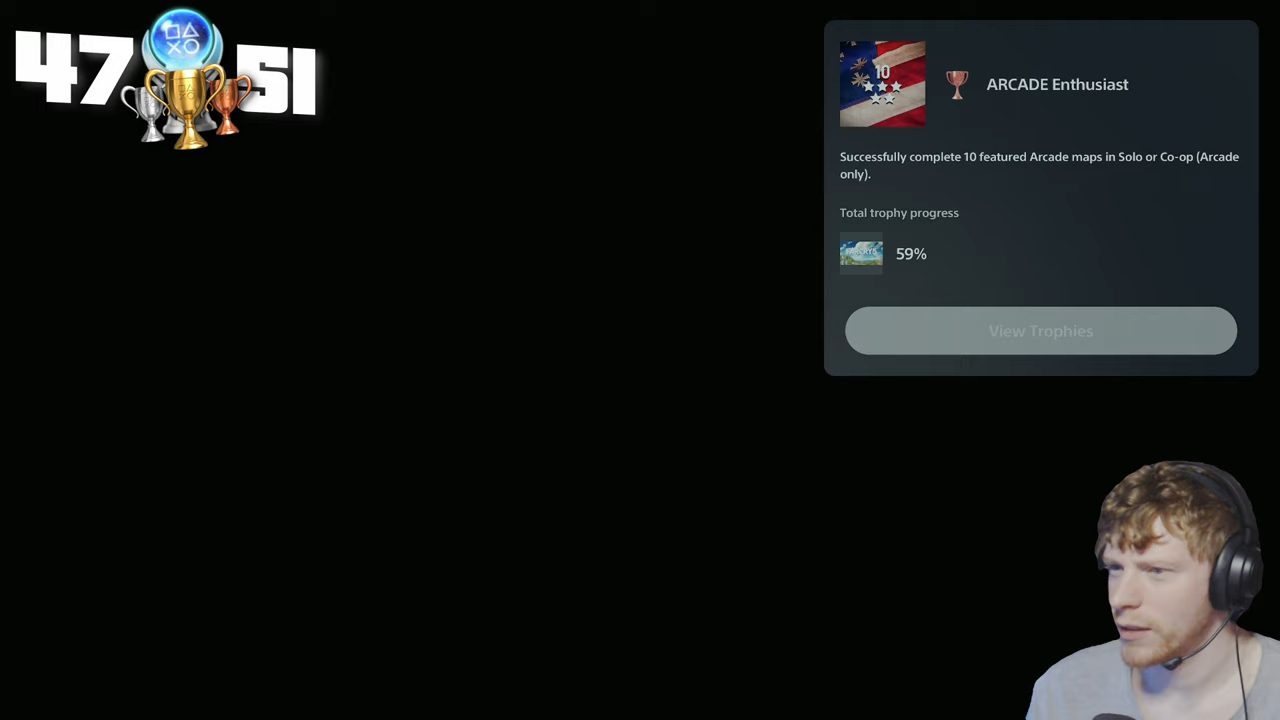 47 51
10
ARCADE Enthusiast
Successfully complete 10 featured Arcade maps in Solo or Co-op (Arcade
only).
Total trophy progress
FARCRY5
59%
View Trophies